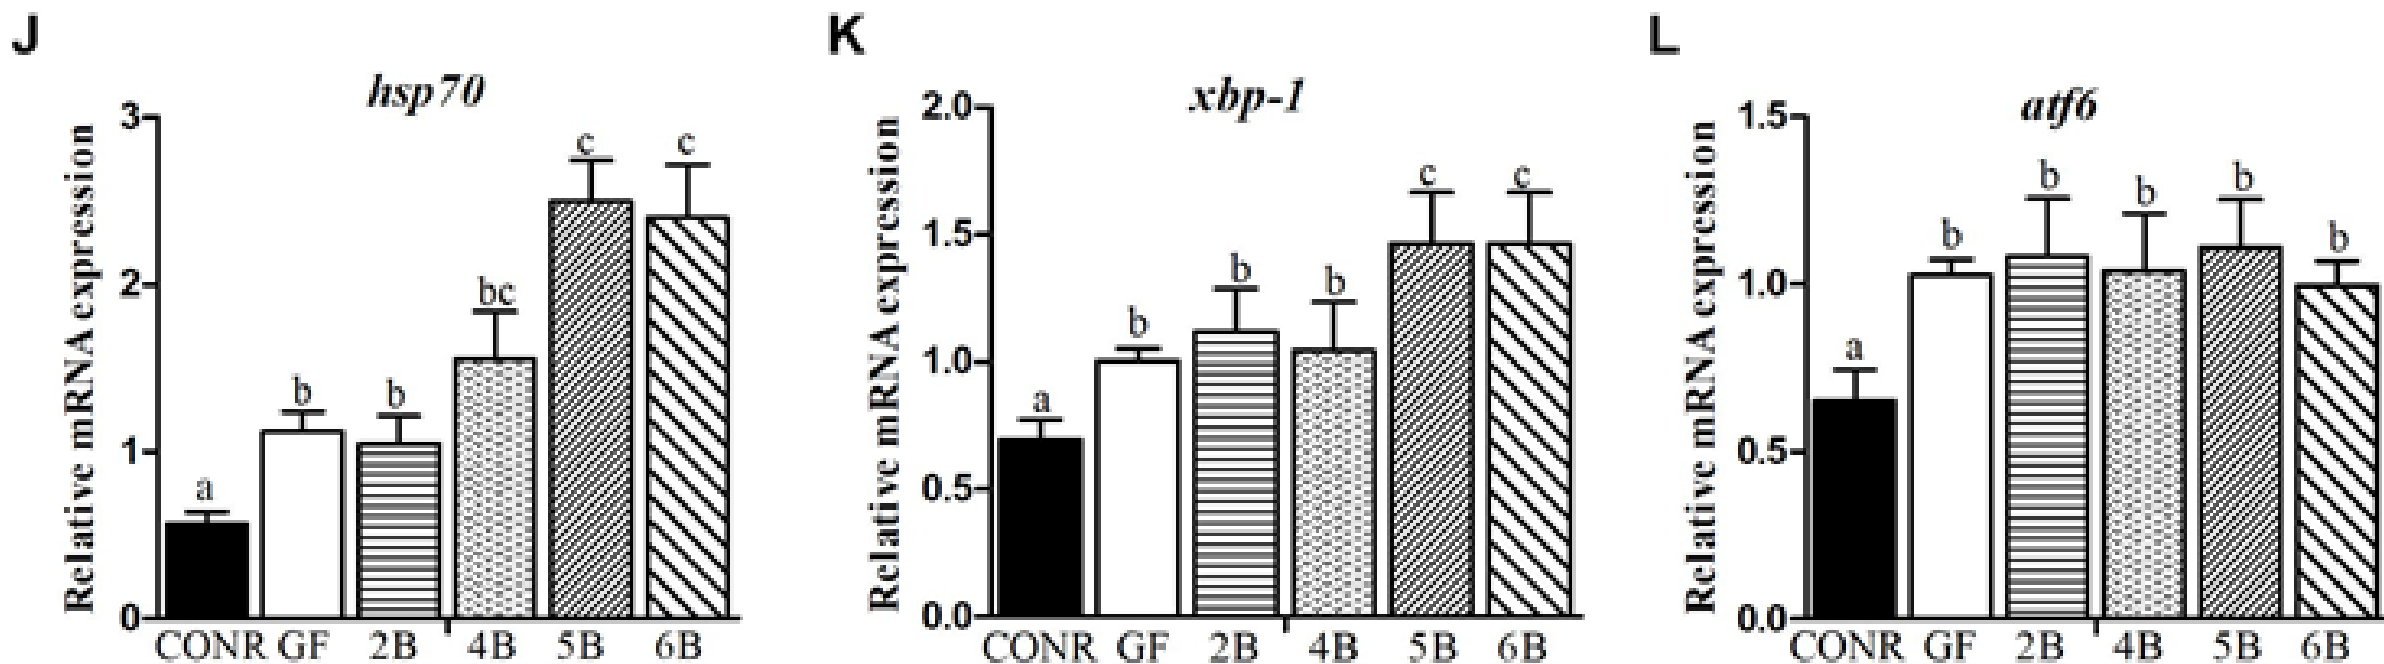 J
hsp70
Relative mRNA expression
3
2
1
0
a
b
b
bc
c
c
CONR GF 2B 4B 5B 6B
K
xbp-1
Relative mRNA expression
2.0
1.5
1.0
0.5
0.0
a
b
b
b
c
c
CONR GF 2B 4B 5B 6B
L
atf6
Relative mRNA expression
1.5
1.0
0.5
0.0
a
b
b
b
b
b
CONR GF 2B 4B 5B 6B